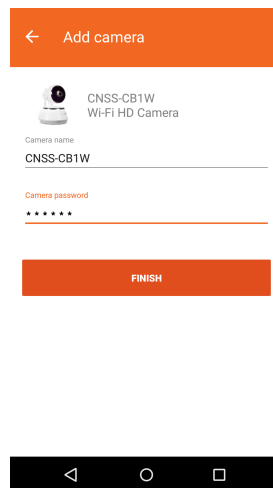 Add camera
CNSS-CB1W
Wi-Fi HD Camera
Camera name
CNSS-CB1W
Camera password
******
FINISH